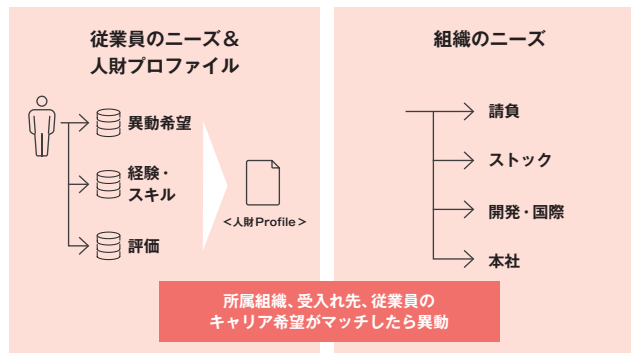 従業員のニーズ＆
人財プロファイル
異動希望
経験・
スキル
評価
＜人財Profile＞
組織のニーズ
請負
ストック
開発・国際
本社
所属組織、受入れ先、従業員の
キャリア希望がマッチしたら異動